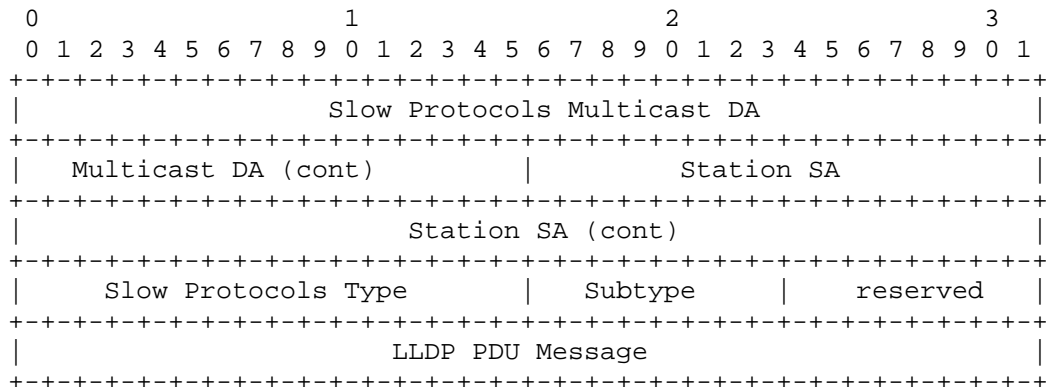 0                   1                   2                   3
 0 1 2 3 4 5 6 7 8 9 0 1 2 3 4 5 6 7 8 9 0 1 2 3 4 5 6 7 8 9 0 1
+-+-+-+-+-+-+-+-+-+-+-+-+-+-+-+-+-+-+-+-+-+-+-+-+-+-+-+-+-+-+-+-+
|                   Slow Protocols Multicast DA                 |
+-+-+-+-+-+-+-+-+-+-+-+-+-+-+-+-+-+-+-+-+-+-+-+-+-+-+-+-+-+-+-+-+
|   Multicast DA (cont)         |         Station SA            |
+-+-+-+-+-+-+-+-+-+-+-+-+-+-+-+-+-+-+-+-+-+-+-+-+-+-+-+-+-+-+-+-+
|                        Station SA (cont)                      |
+-+-+-+-+-+-+-+-+-+-+-+-+-+-+-+-+-+-+-+-+-+-+-+-+-+-+-+-+-+-+-+-+
|     Slow Protocols Type       |   Subtype     |    reserved   |
+-+-+-+-+-+-+-+-+-+-+-+-+-+-+-+-+-+-+-+-+-+-+-+-+-+-+-+-+-+-+-+-+
|                       LLDP PDU Message                        |
+-+-+-+-+-+-+-+-+-+-+-+-+-+-+-+-+-+-+-+-+-+-+-+-+-+-+-+-+-+-+-+-+